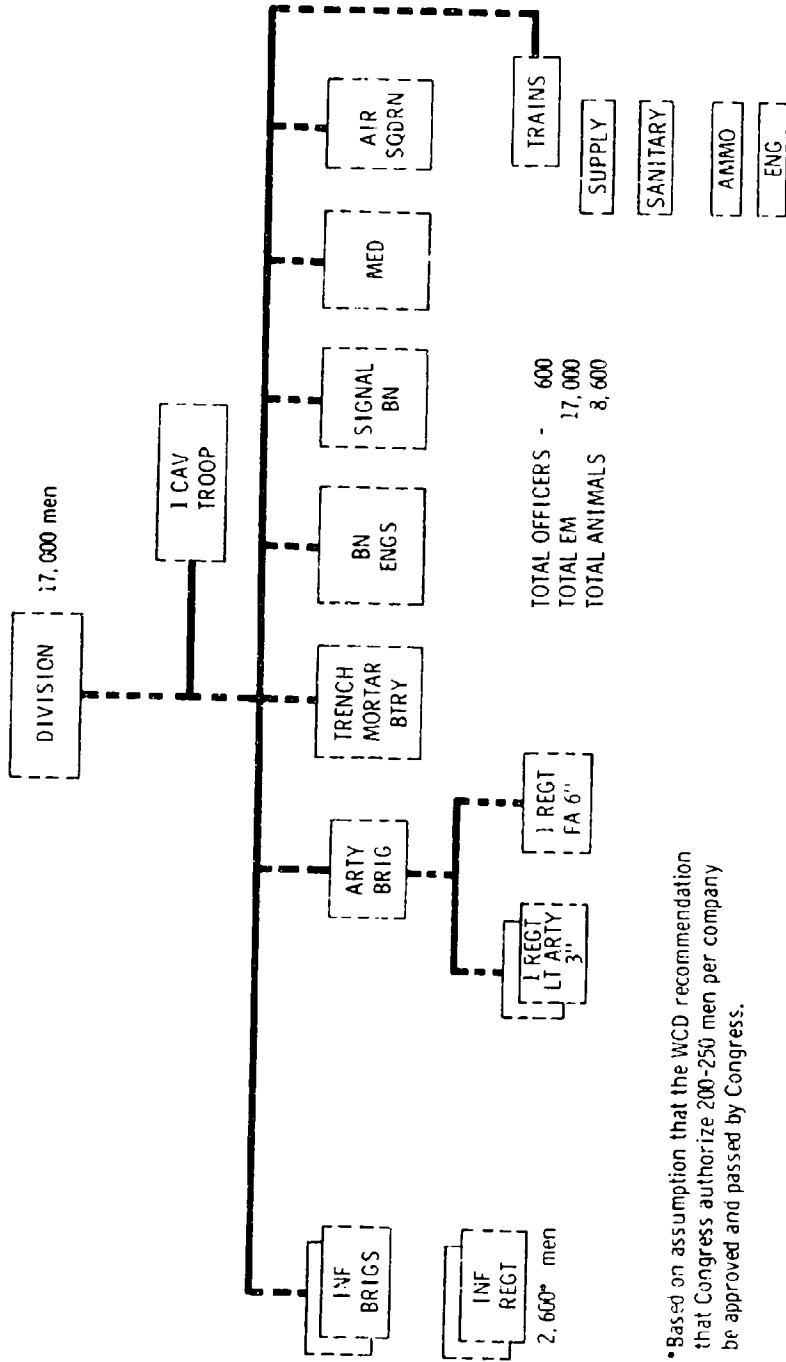 DIVISION
17,000 men
1 CAV
TROOP
INF
BRIGS
INF
REGT
2,600* men
ARTY
BRIG
1 REGT
LT ARTY
3"
1 REGT
FA 6"
TRENCH
MORTAR
BTRY
BN
ENGS
SIGNAL
BN
MED
AIR
SQDRN
TRAINS
SUPPLY
SANITARY
AMMO
ENG
TOTAL OFFICERS - 600
TOTAL EM 17,000
TOTAL ANIMALS 8,600
*Based on assumption that the WCD recommendation
that Congress authorize 200-250 men per company
be approved and passed by Congress.